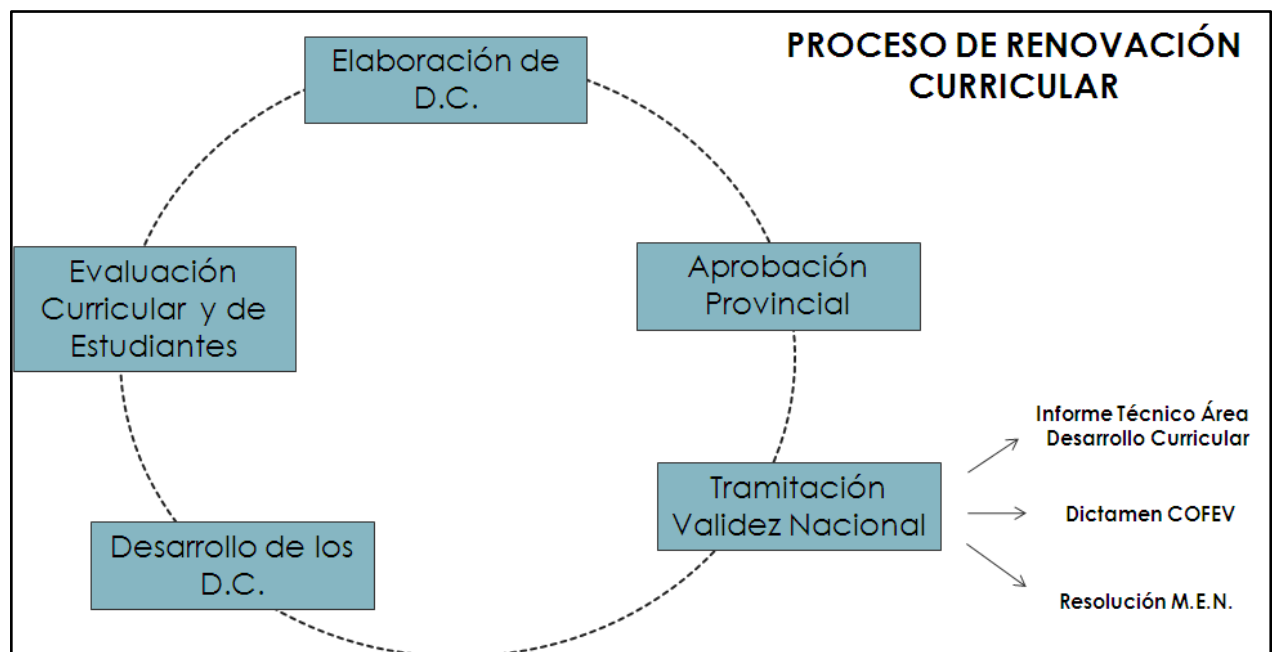 PROCESO DE RENOVACIÓN
CURRICULAR
Elaboración de
D.C.
Aprobación
Provincial
Tramitación
Validez Nacional
Informe Técnico Área
Desarrollo Curricular
Dictamen COFEV
Resolución M.E.N.
Desarrollo de los
D.C.
Evaluación
Curricular y de
Estudiantes